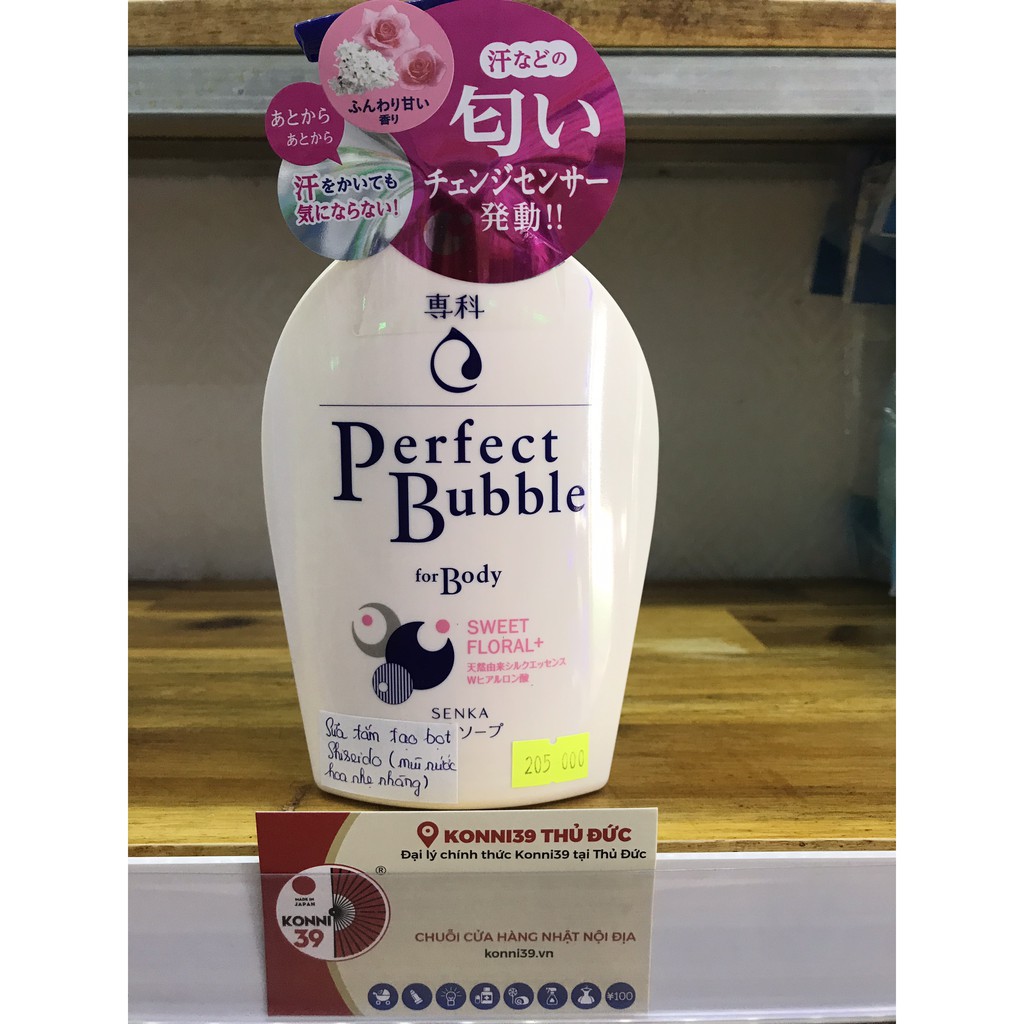 ふんわり甘い
香り
あとから
あとから
汗をかいても
気にならない!
汗などの
匂い
チェンジセンサー
発動!!
専科
Perfect
Bubble
for Body
SWEET
FLORAL+
天然由来シルクエッセンス
Wヒアルロン酸
SENKA
ソープ
Sữa tắm tạo bọt
Shiseido (mùi nước
hoa nhẹ nhàng)
205 000
KONNI39 THỦ ĐỨC
Đại lý chính thức Konni39 tại Thủ Đức
®
MADE IN
JAPAN
KONNI
39
CHUỖI CỬA HÀNG NHẬT NỘI ĐỊA
konni39.vn
¥100